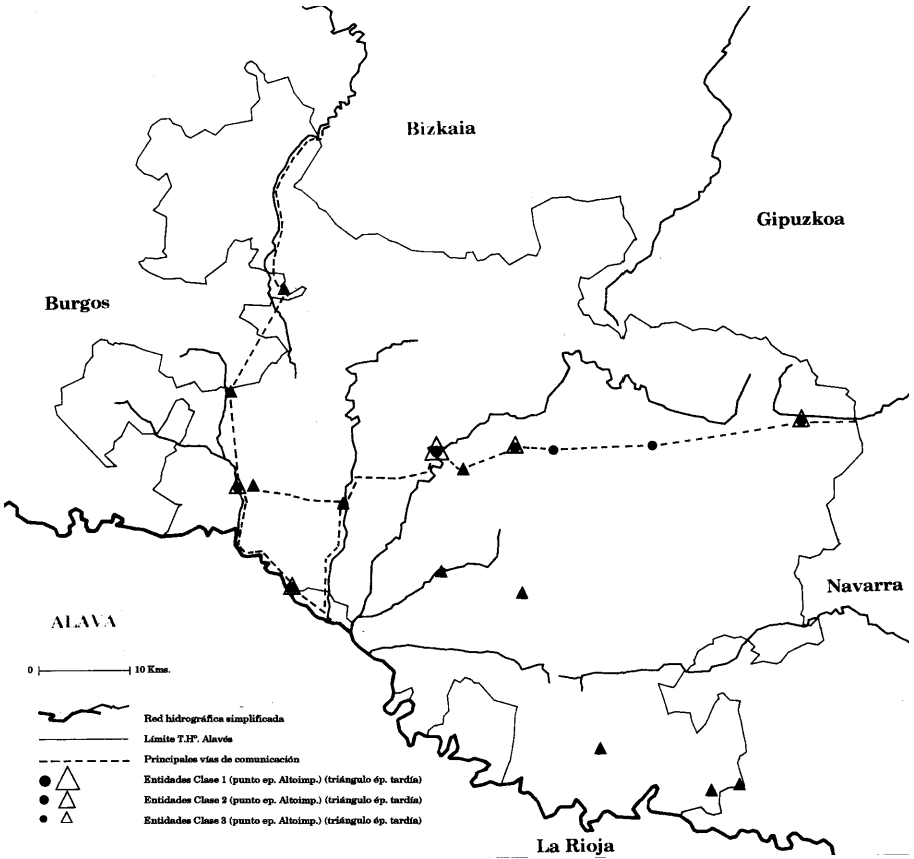 Bizkaia
Gipuzkoa
Burgos
Navarra
ALAVA
0 10 Kms.
Red hidrográfica simplificada
Límite T.Hº. Alavés
Principales vías de comunicación
Entidades Clase 1 (punto ep. Altoimp.) (triángulo ép. tardía)
Entidades Clase 2 (punto ep. Altoimp.) (triángulo ép. tardía)
Entidades Clase 3 (punto ep. Altoimp.) (triángulo ép. tardía)
La Rioja